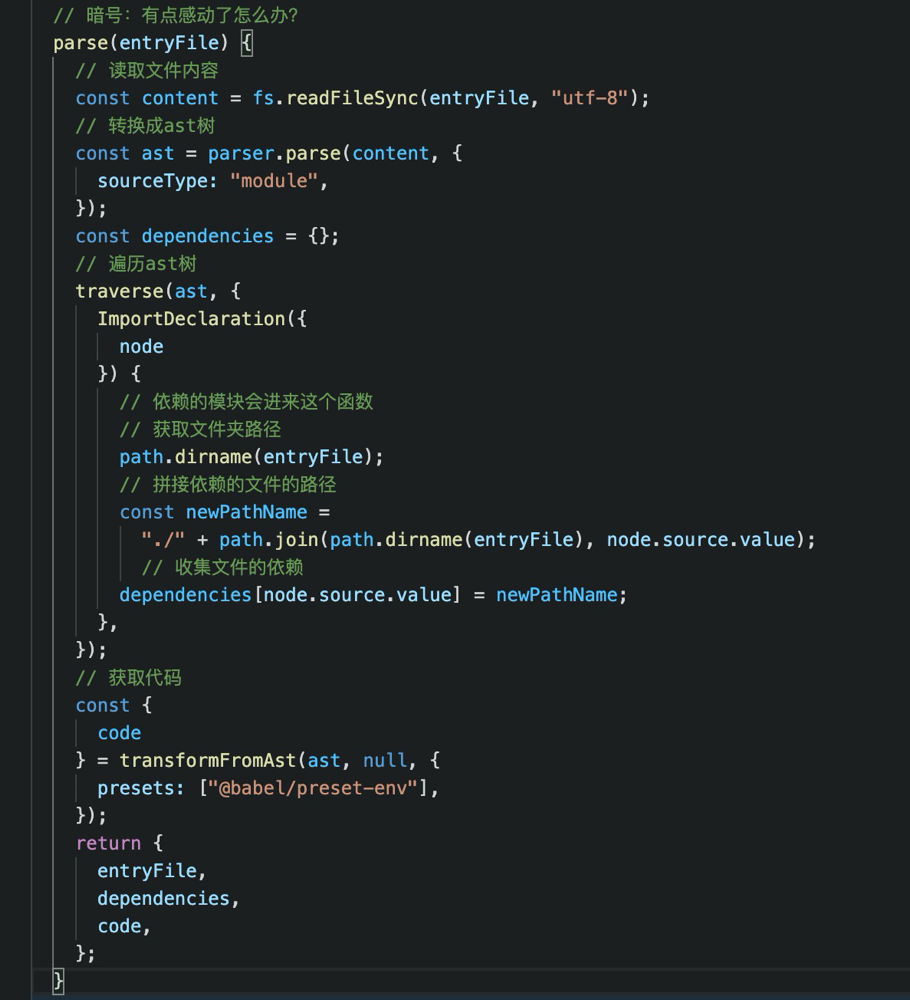 // 暗号：有点感动了怎么办?
parse(entryFile) {
// 读取文件内容
const content = fs.readFileSync(entryFile, "utf-8");
// 转换成ast树
const ast = parser.parse(content, {
sourceType: "module",
});
const dependencies = {};
// 遍历ast树
traverse(ast, {
ImportDeclaration({
node
}) {
// 依赖的模块会进来这个函数
// 获取文件夹路径
path.dirname(entryFile);
// 拼接依赖的文件的路径
const newPathName =
"./" + path.join(path.dirname(entryFile), node.source.value);
// 收集文件的依赖
dependencies[node.source.value] = newPathName;
},
});
// 获取代码
const {
code
} = transformFromAst(ast, null, {
presets: ["@babel/preset-env"],
});
return {
entryFile,
dependencies,
code,
};
}